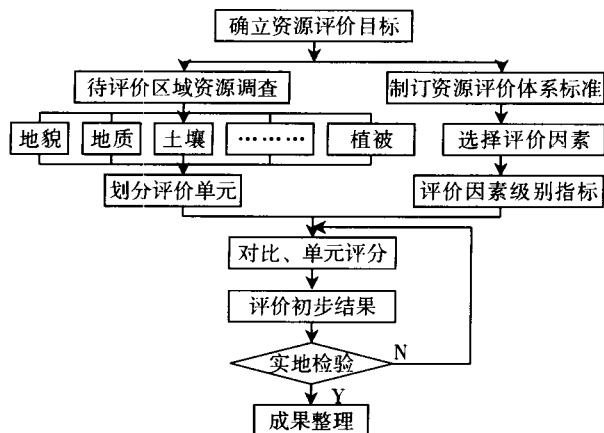 确立资源评价目标
待评价区域资源调查
制订资源评价体系标准
地貌
地质
土壤
………
植被
选择评价因素
划分评价单元
评价因素级别指标
对比、单元评分
评价初步结果
实地检验
N
Y
成果整理